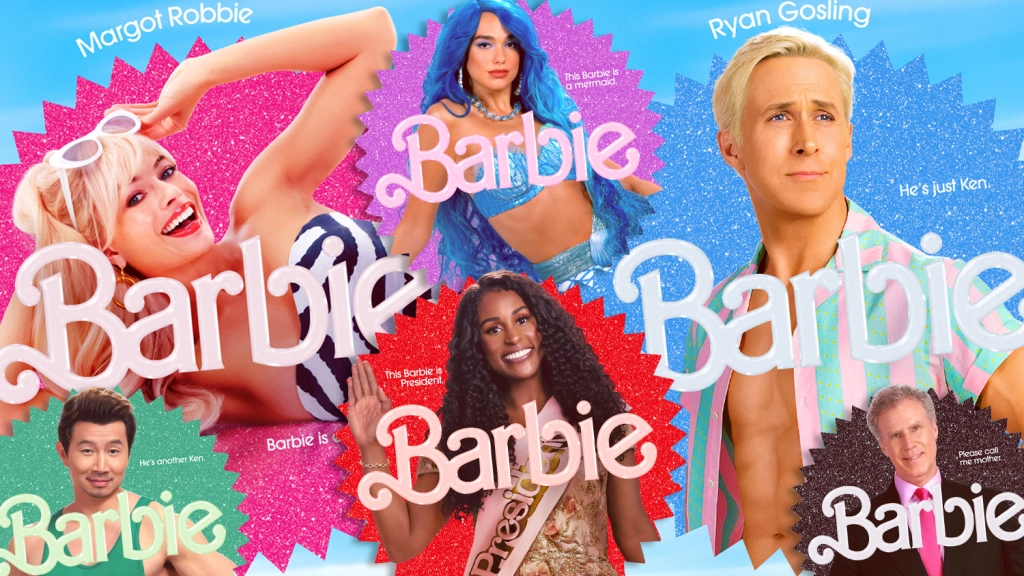 Margot Robbie
Barbie
Barbie is
This Barbie is
a mermaid.
Barbie
Ryan Gosling
He's just Ken.
Barbie
He's another Ken.
Barbie
This Barbie is
President.
Barbie
Presid
Please call
me mother.
Barbie